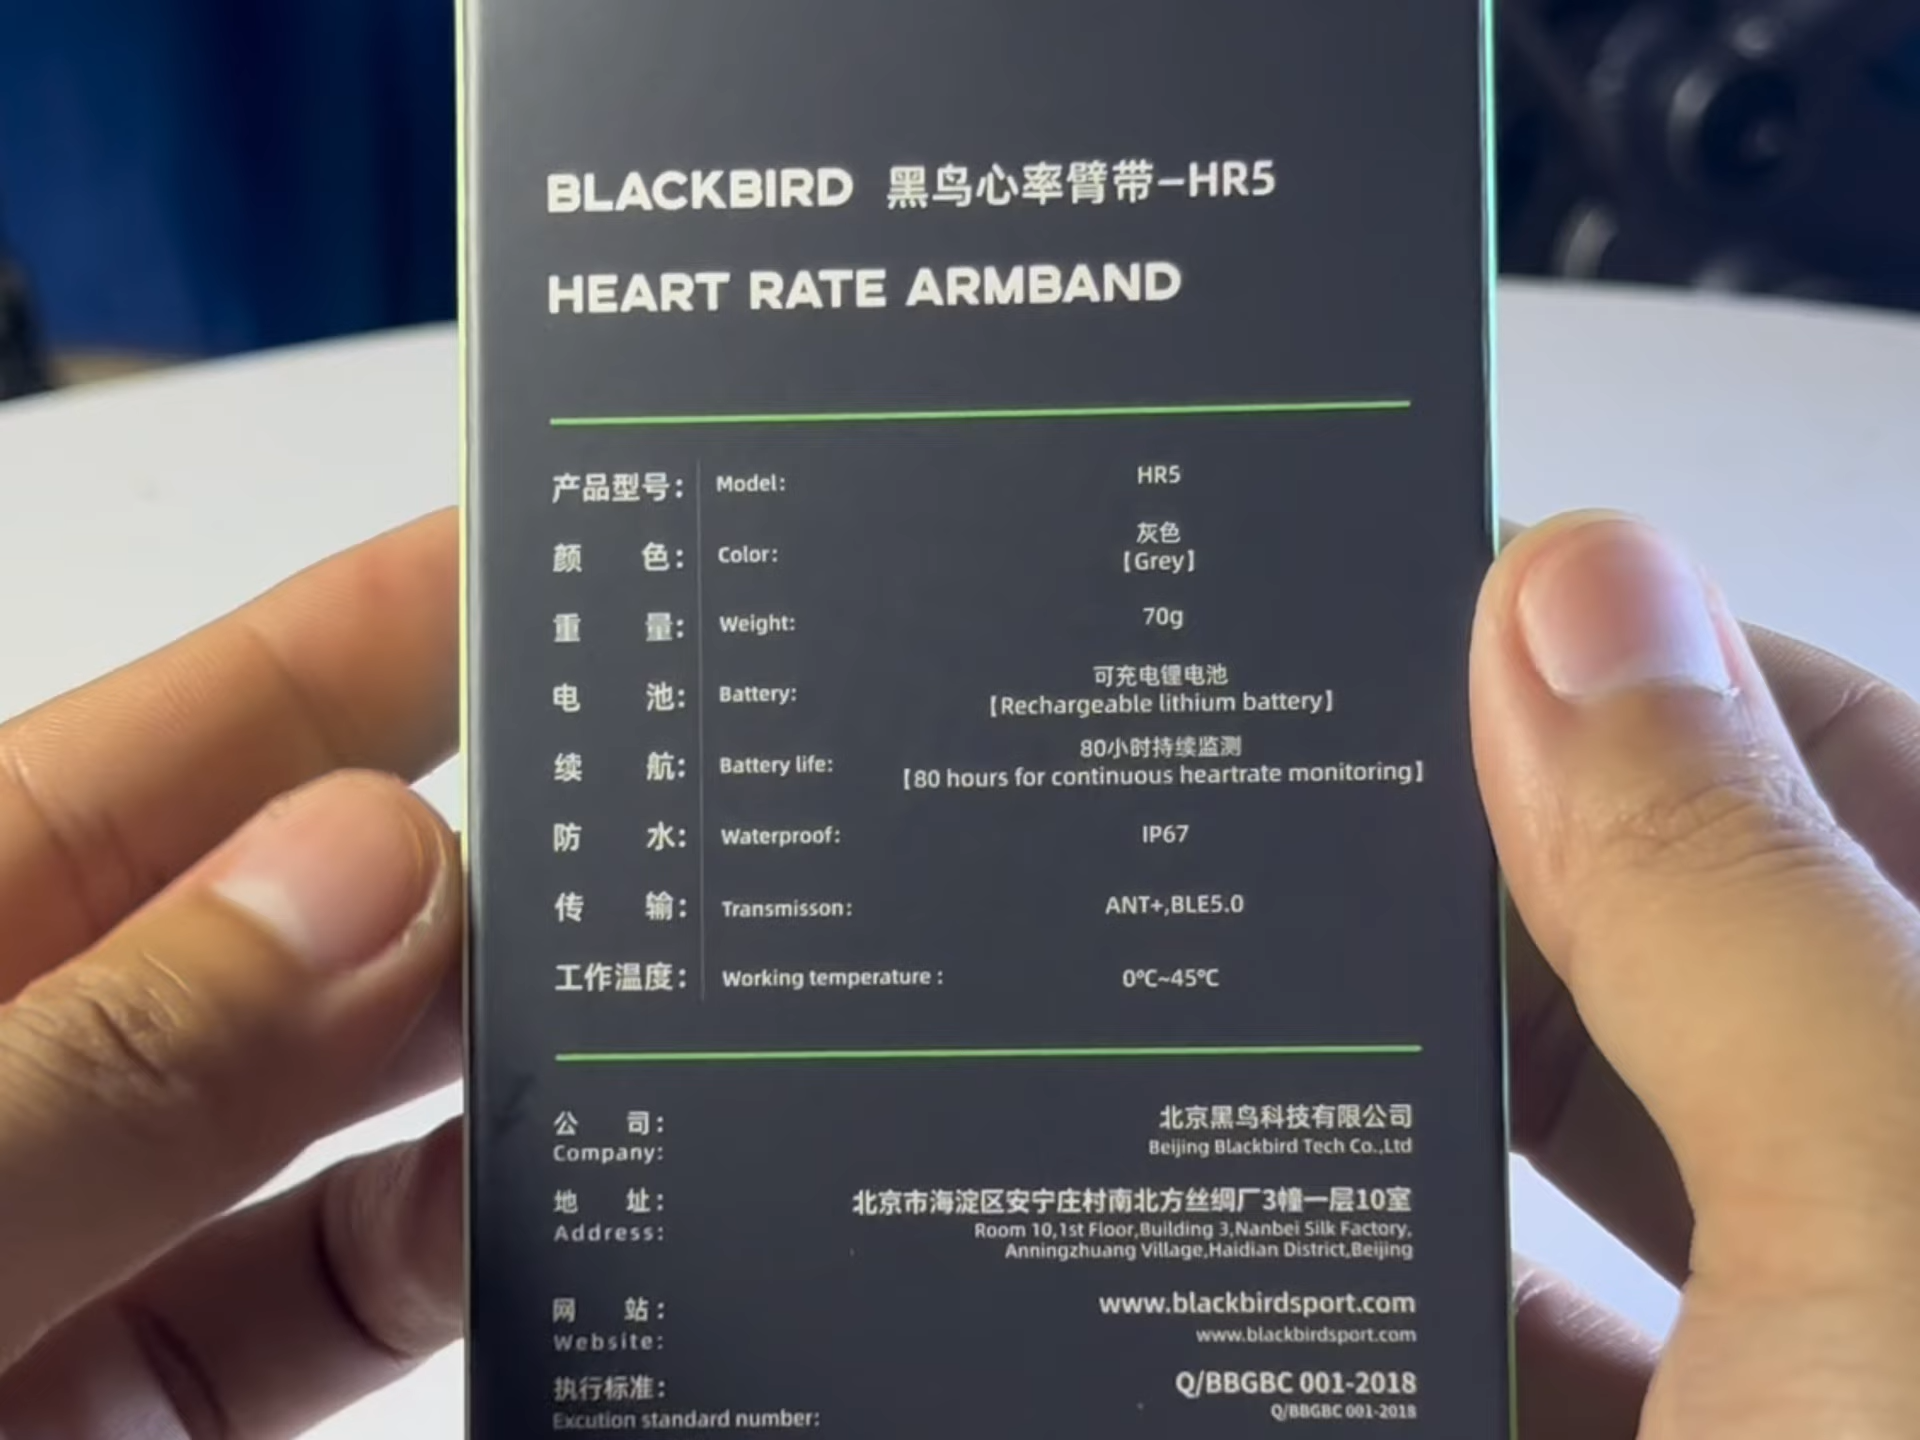 BLACKBIRD 黑鸟心率臂带–HR5
HEART RATE ARMBAND
产品型号: Model: HR5
颜色: Color: 灰色
【Grey】
重量: Weight: 70g
电池: Battery: 可充电锂电池
【Rechargeable lithium battery】
续航: Battery life: 80小时持续监测
【80 hours for continuous heartrate monitoring】
防水: Waterproof: IP67
传输: Transmisson: ANT+,BLE5.0
工作温度: Working temperature : 0℃~45℃
公司: 北京黑鸟科技有限公司
Company: Beijing Blackbird Tech Co.,Ltd
地址: 北京市海淀区安宁庄村南北方丝绸厂3幢一层10室
Address: Room 10,1st Floor,Building 3,Nanbei Silk Factory,
Anningzhuang Village,Haidian District,Beijing
网站: www.blackbirdsport.com
Website: www.blackbirdsport.com
执行标准: Q/BBGBC 001-2018
Excution standard number: Q/BBGBC 001-2018